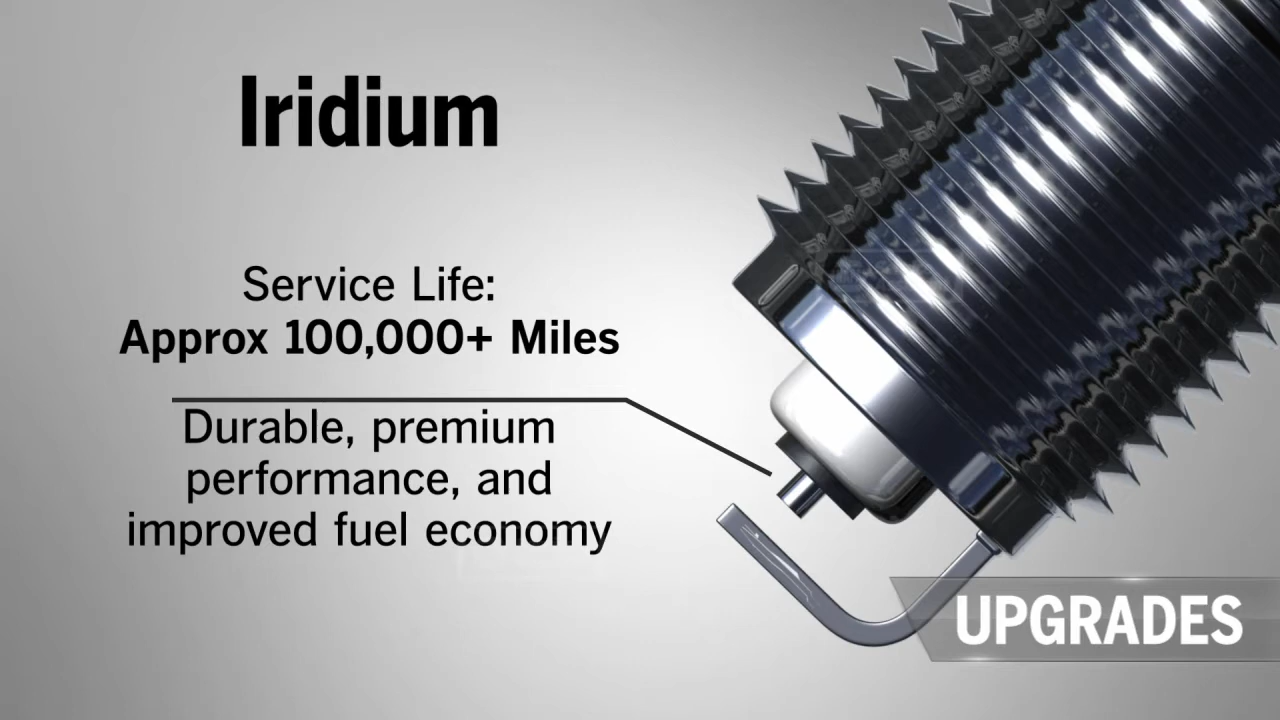 Iridium
Service Life:
Approx 100,000+ Miles
Durable, premium
performance, and
improved fuel economy
UPGRADES